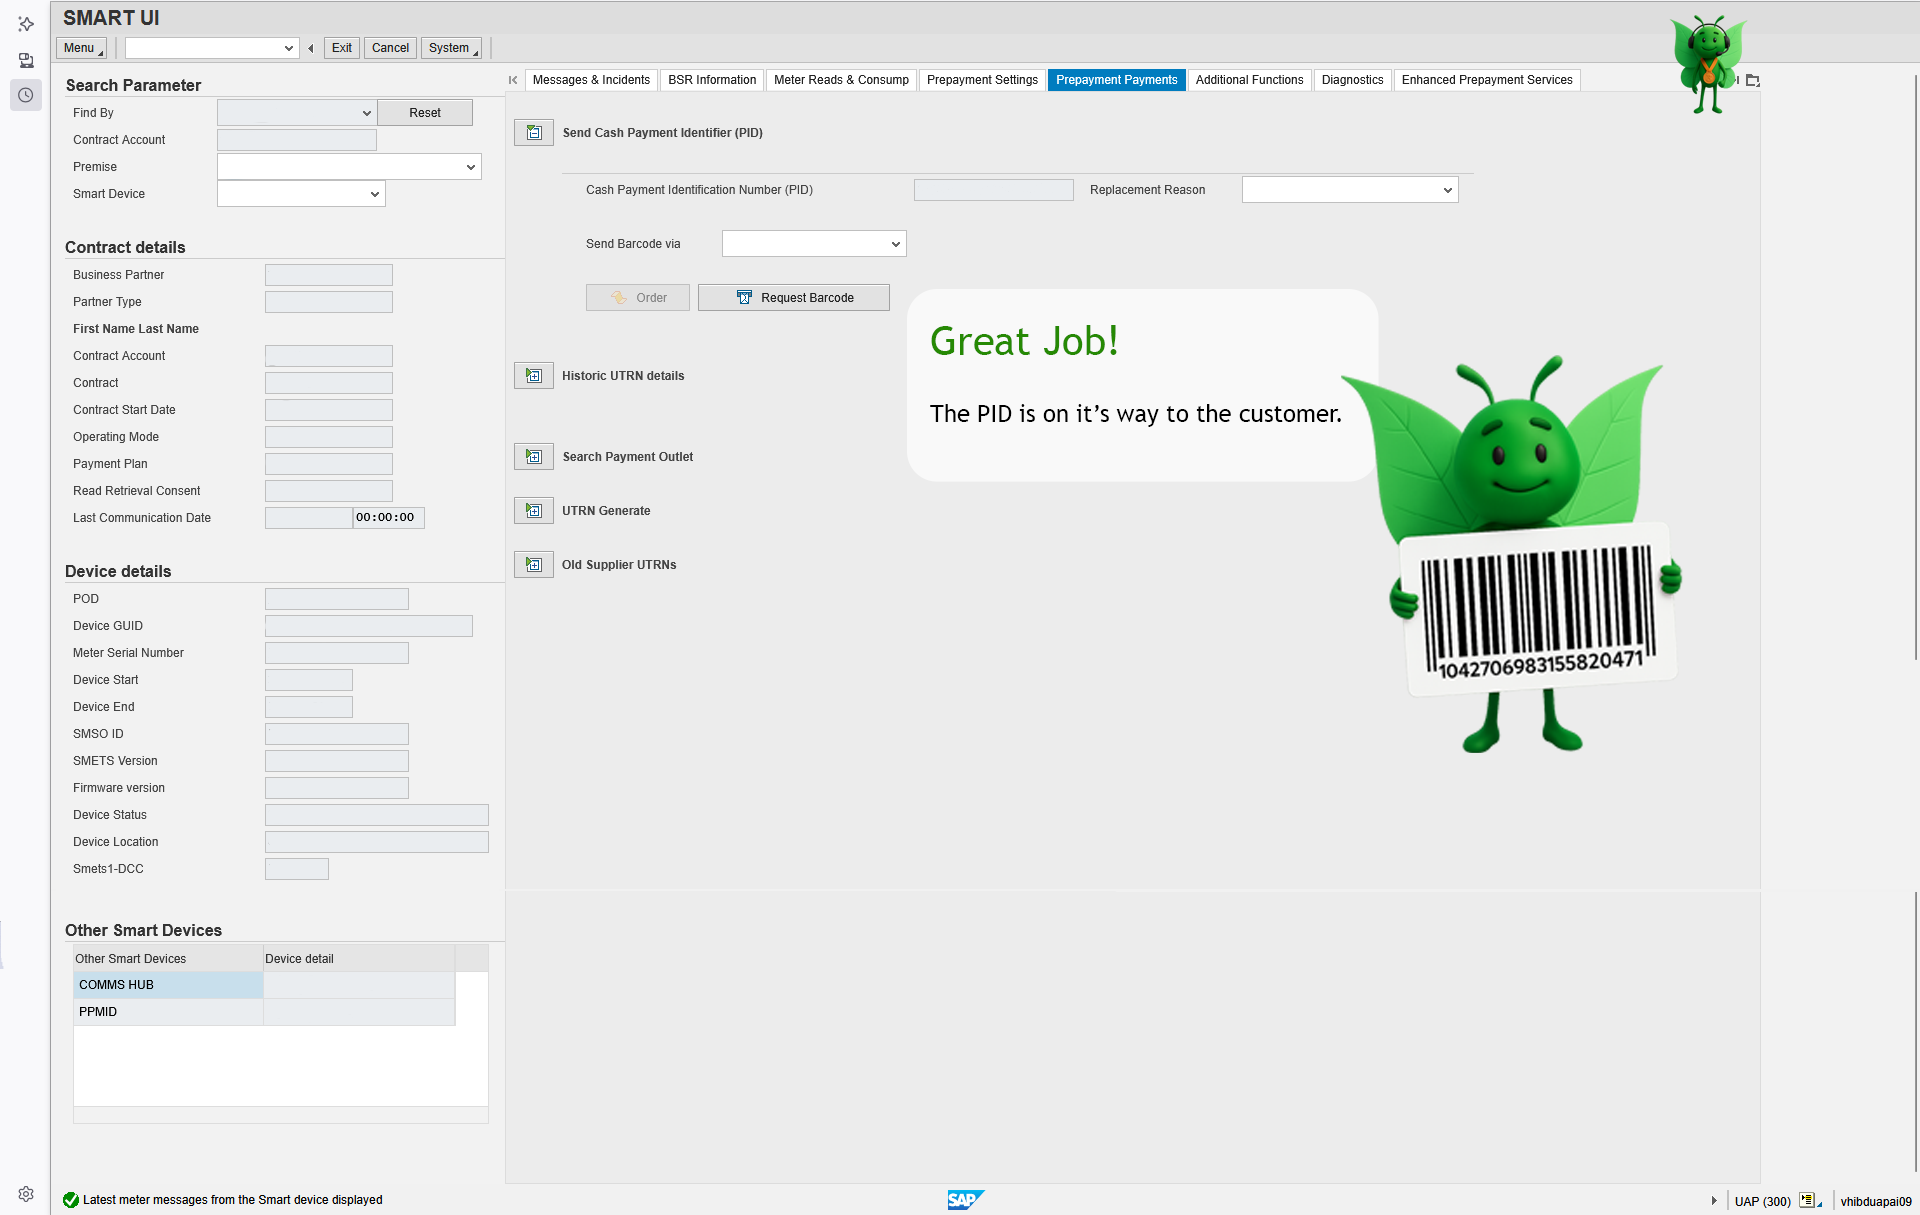 SMART UI
Menu
Exit
Cancel
System
Search Parameter
Find By
Reset
Contract Account
Premise
Smart Device
Contract details
Business Partner
Partner Type
First Name Last Name
Contract Account
Contract
Contract Start Date
Operating Mode
Payment Plan
Read Retrieval Consent
Last Communication Date
00:00:00
Device details
POD
Device GUID
Meter Serial Number
Device Start
Device End
SMSO ID
SMETS Version
Firmware version
Device Status
Device Location
Smets1-DCC
Other Smart Devices
Other Smart Devices Device detail
COMMS HUB
PPMID
Messages & Incidents
BSR Information
Meter Reads & Consump
Prepayment Settings
Prepayment Payments
Additional Functions
Diagnostics
Enhanced Prepayment Services
Send Cash Payment Identifier (PID)
Cash Payment Identification Number (PID)
Replacement Reason
Send Barcode via
Order
Request Barcode
Historic UTRN details
Search Payment Outlet
UTRN Generate
Old Supplier UTRNs
Great Job!
The PID is on it’s way to the customer.
1042706983155820471
Latest meter messages from the Smart device displayed
SAP
UAP (300)
vhibduapai09